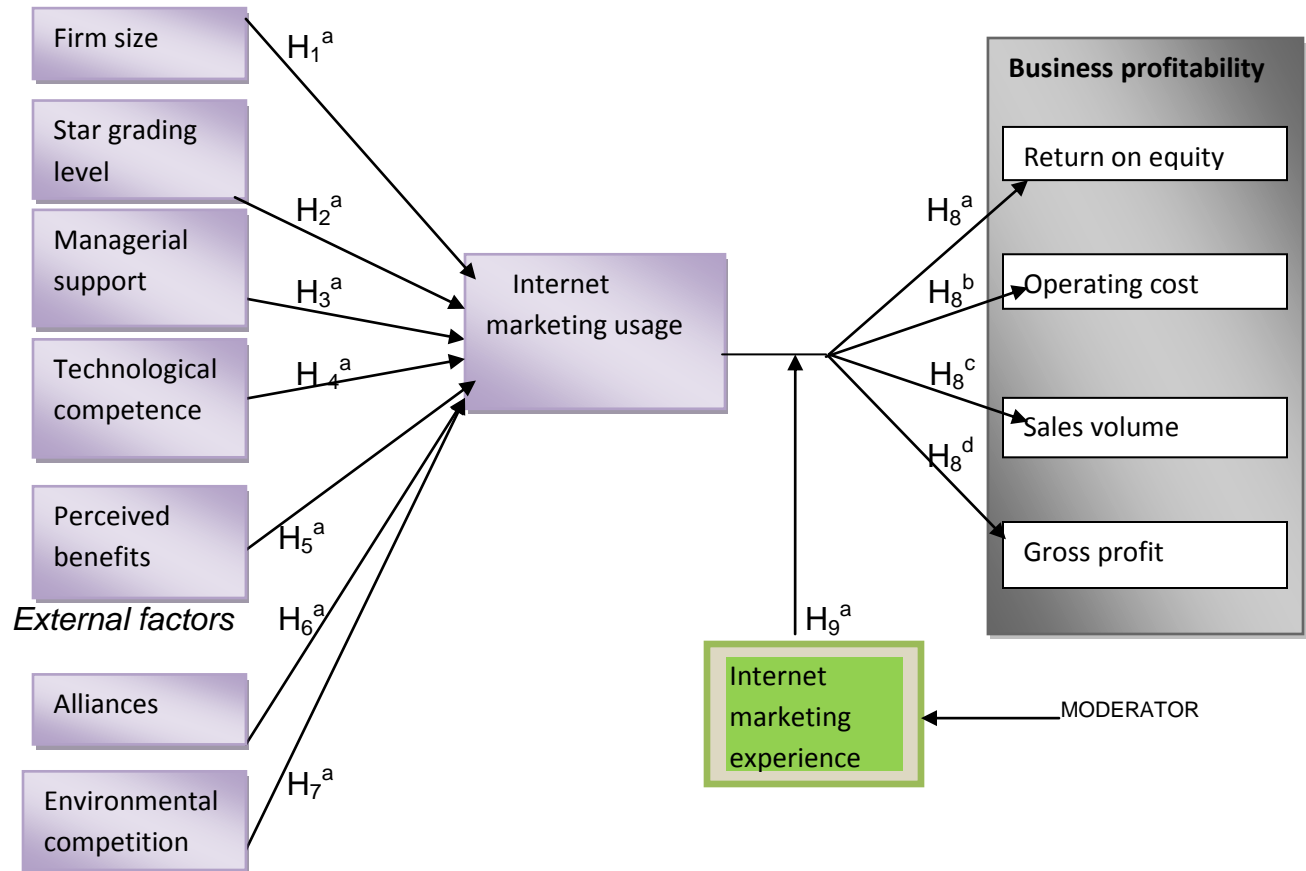 Firm size
H₁ᵃ
Star grading
level
H₂ᵃ
Managerial
support
H₃ᵃ
Technological
competence
H₄ᵃ
Perceived
benefits
H₅ᵃ
External factors
H₆ᵃ
Alliances
H₇ᵃ
Environmental
competition
Internet
marketing usage
H₈ᵃ
H₈ᵇ
H₈ᶜ
H₈ᵈ
Business profitability
Return on equity
Operating cost
Sales volume
Gross profit
H₉ᵃ
Internet
marketing
experience
MODERATOR